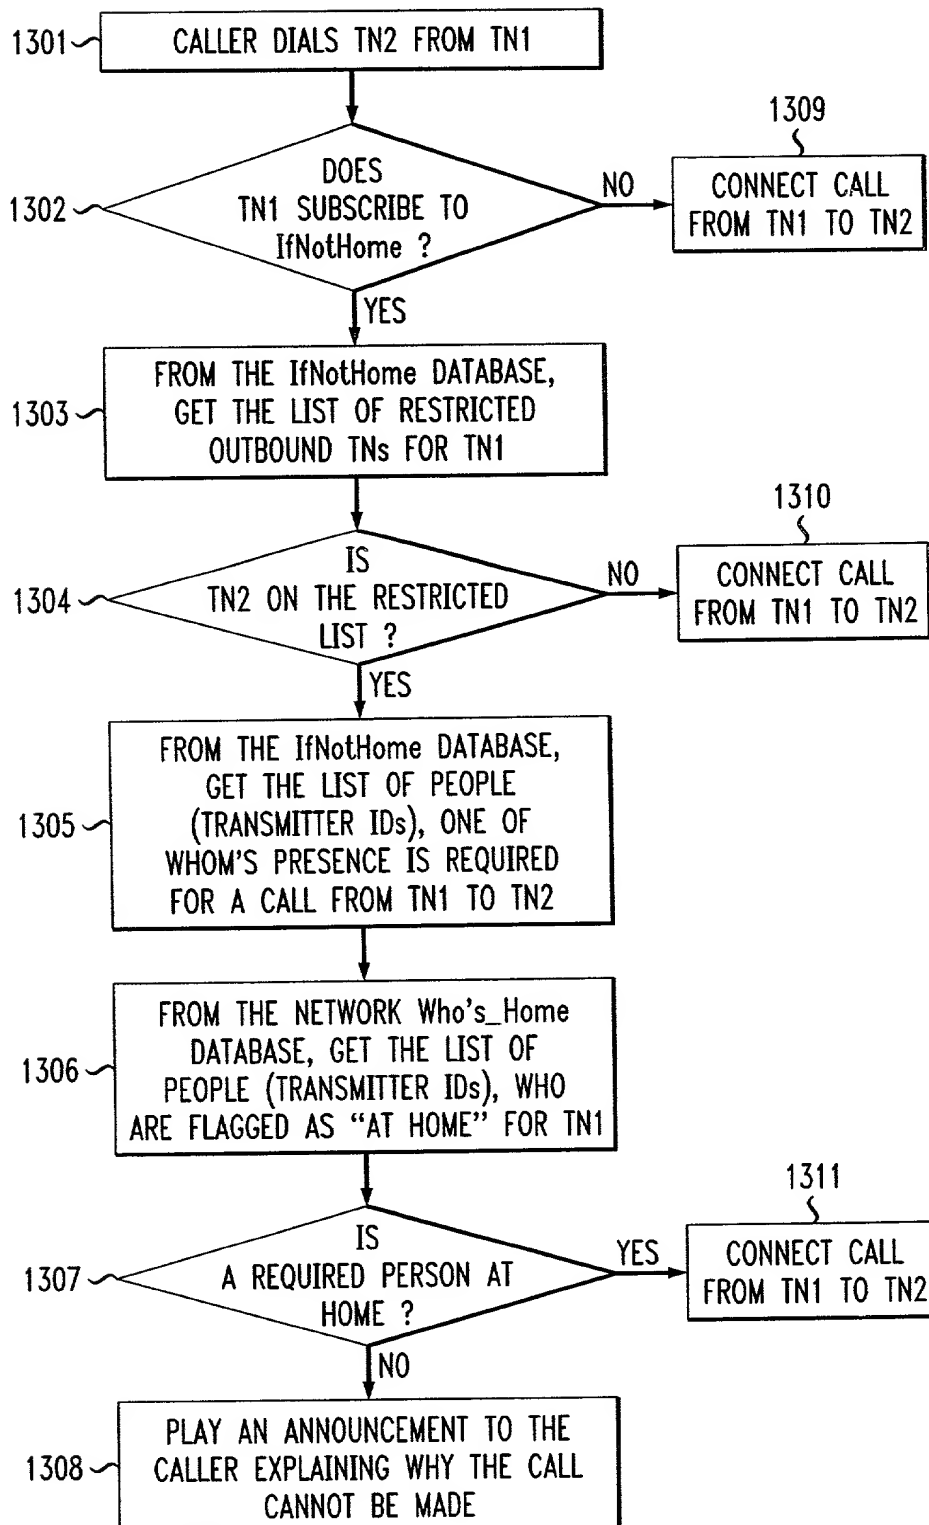 1301
CALLER DIALS TN2 FROM TN1
1309
1302
DOES
TN1 SUBSCRIBE TO
IfNotHome ?
NO
CONNECT CALL
FROM TN1 TO TN2
YES
1303
FROM THE IfNotHome DATABASE,
GET THE LIST OF RESTRICTED
OUTBOUND TNs FOR TN1
1310
1304
IS
TN2 ON THE RESTRICTED
LIST ?
NO
CONNECT CALL
FROM TN1 TO TN2
YES
1305
FROM THE IfNotHome DATABASE,
GET THE LIST OF PEOPLE
(TRANSMITTER IDs), ONE OF
WHOM'S PRESENCE IS REQUIRED
FOR A CALL FROM TN1 TO TN2
1306
FROM THE NETWORK Who's_Home
DATABASE, GET THE LIST OF
PEOPLE (TRANSMITTER IDs), WHO
ARE FLAGGED AS “AT HOME” FOR TN1
1311
1307
IS
A REQUIRED PERSON AT
HOME ?
YES
CONNECT CALL
FROM TN1 TO TN2
NO
1308
PLAY AN ANNOUNCEMENT TO THE
CALLER EXPLAINING WHY THE CALL
CANNOT BE MADE